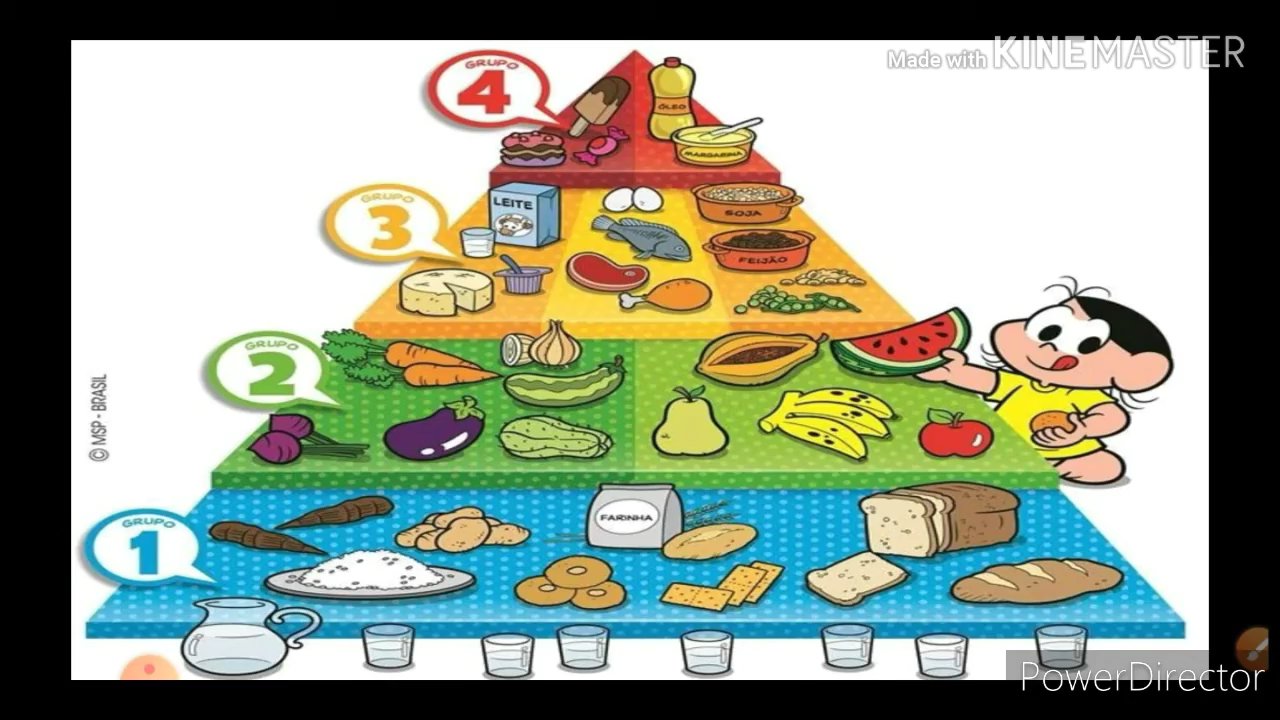 Made with KINEMASTER
GRUPO
4
ÓLEO
MARGARINA
GRUPO
3
LEITE
SOJA
FEIJÃO
GRUPO
2
© MSP - BRASIL
GRUPO
1
FARINHA
PowerDirector